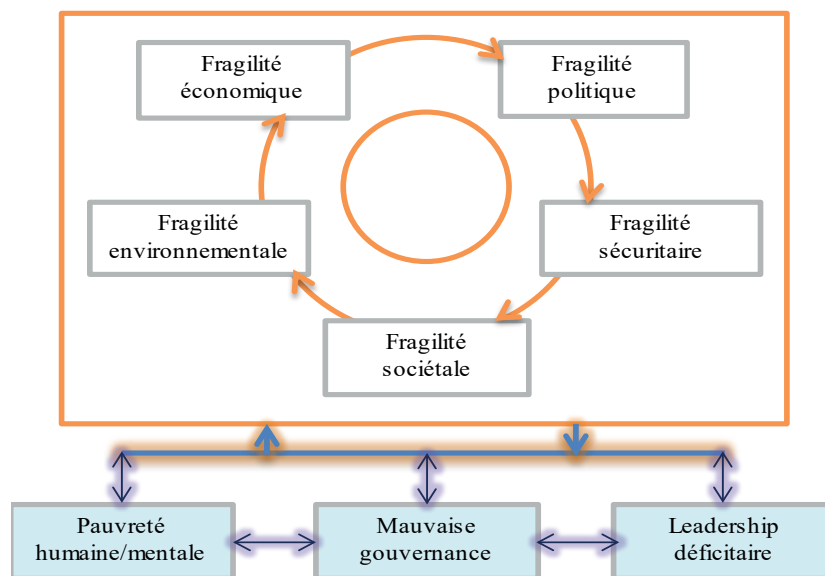 Fragilité
économique
Fragilité
politique
Fragilité
environnementale
Fragilité
sécuritaire
Fragilité
sociétale
Pauvreté
humaine/mentale
Mauvaise
gouvernance
Leadership
déficitaire